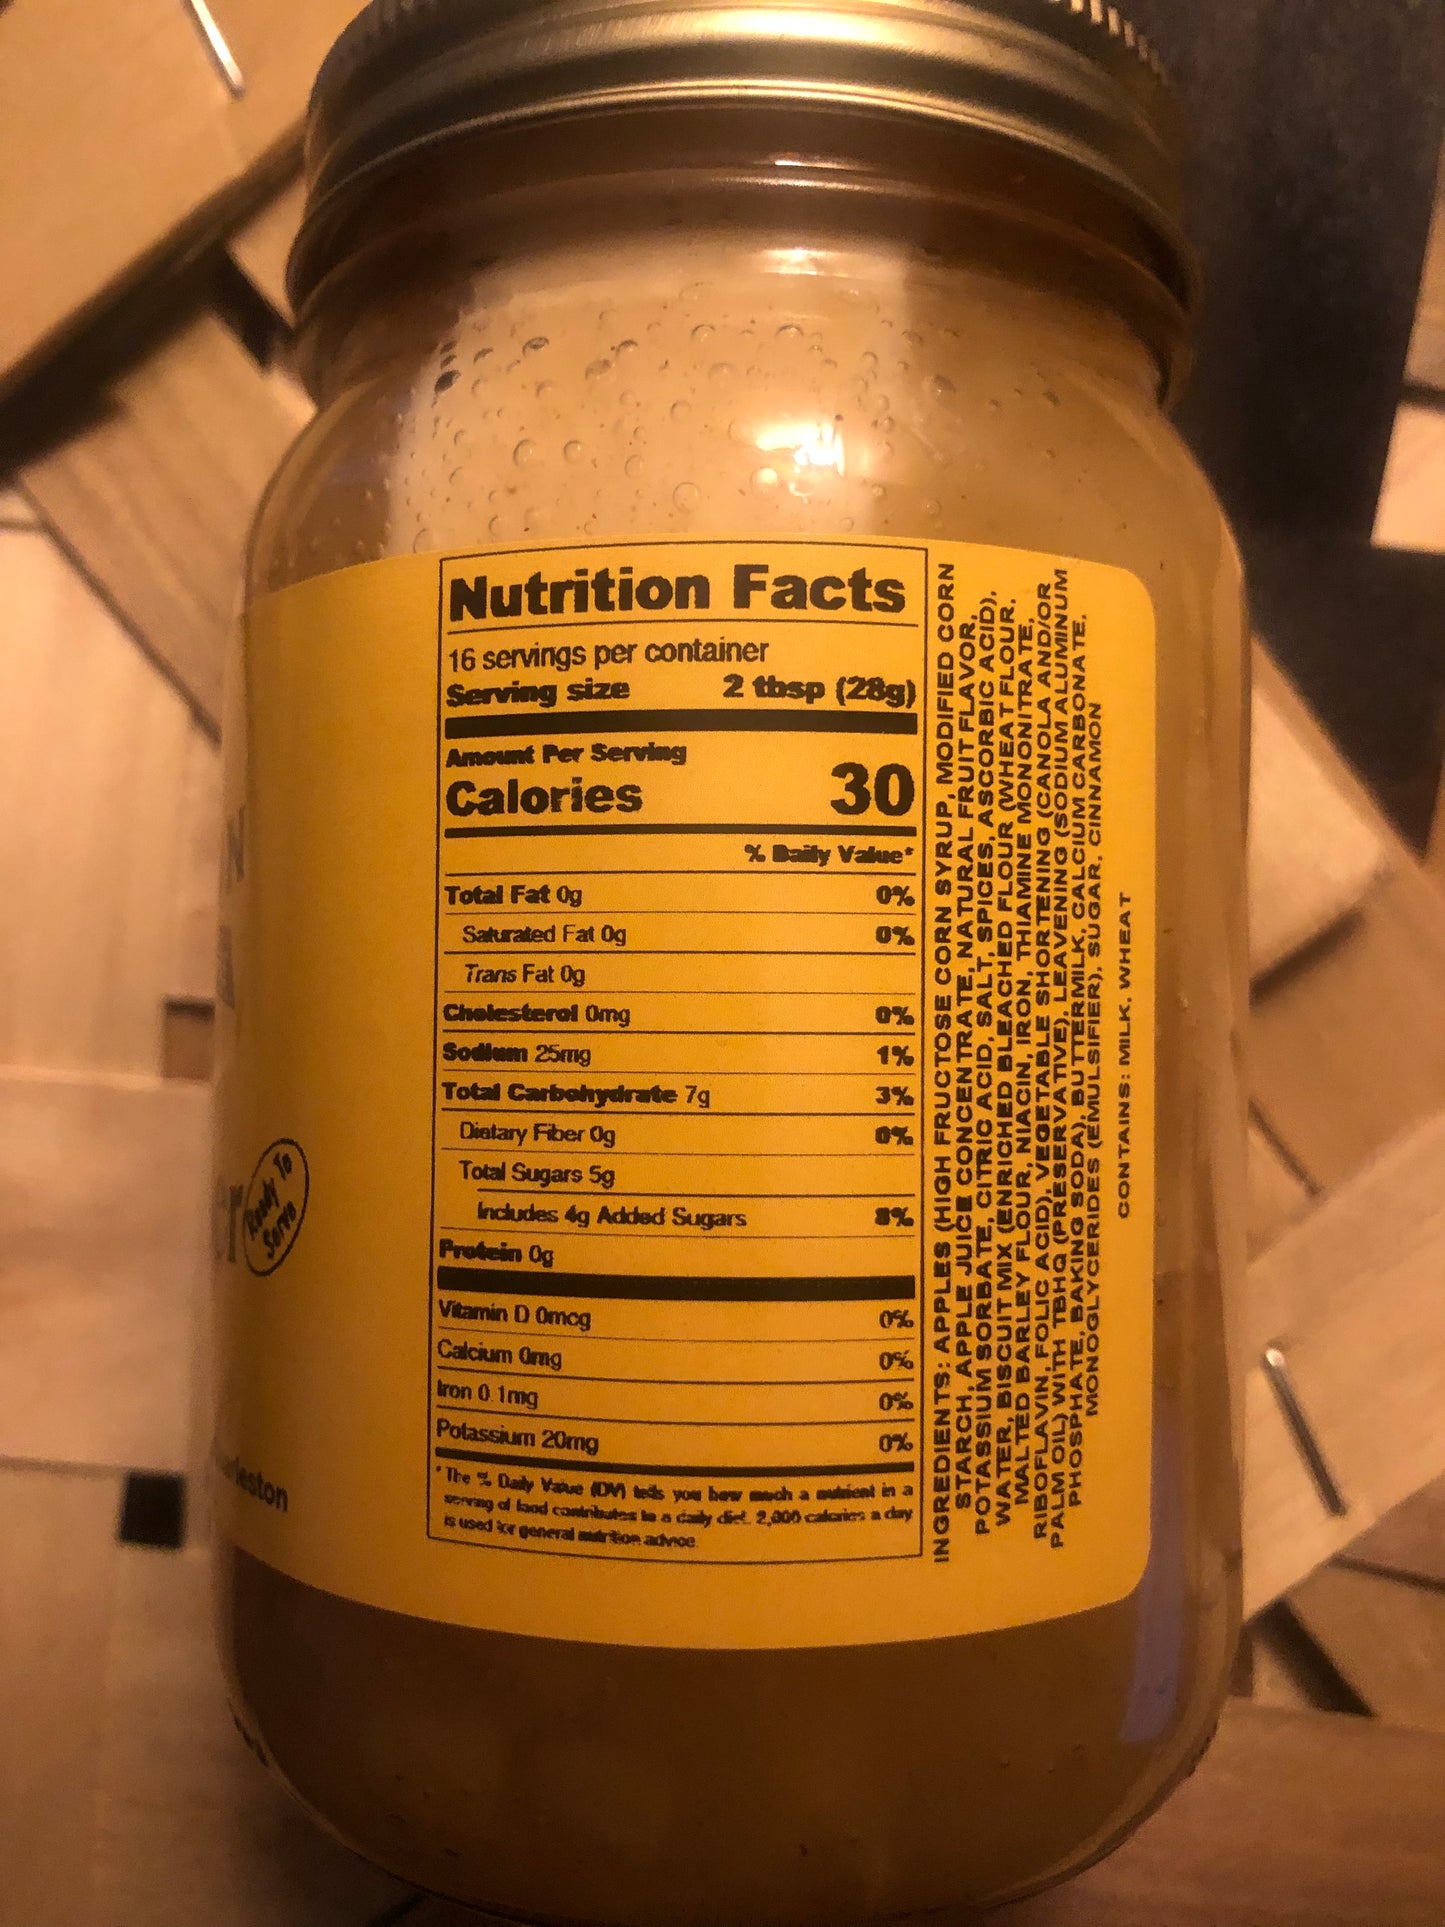 Nutrition Facts
16 servings per container
Serving size 2 tbsp (28g)
Amount Per Serving
Calories 30
% Daily Value*
Total Fat 0g 0%
Saturated Fat 0g 0%
Trans Fat 0g
Cholesterol 0mg 0%
Sodium 25mg 1%
Total Carbohydrate 7g 3%
Dietary Fiber 0g 0%
Total Sugars 5g
Includes 4g Added Sugars 8%
Protein 0g
Vitamin D 0mcg 0%
Calcium 0mg 0%
Iron 0.1mg 0%
Potassium 20mg 0%
*The % Daily Value (DV) tells you how much a nutrient in a
serving of food contributes to a daily diet. 2,000 calories a day
is used for general nutrition advice.
INGREDIENTS: APPLES (HIGH FRUCTOSE CORN SYRUP, MODIFIED CORN
STARCH, APPLE JUICE CONCENTRATE, NATURAL FRUIT FLAVOR,
POTASSIUM SORBATE, CITRIC ACID, SALT, SPICES, ASCORBIC ACID),
WATER, BISCUIT MIX (ENRICHED BLEACHED FLOUR (WHEAT FLOUR,
MALTED BARLEY FLOUR, NIACIN, IRON, THIAMINE MONONITRATE,
RIBOFLAVIN, FOLIC ACID), VEGETABLE SHORTENING (CANOLA AND/OR
PALM OIL) WITH TBHQ (PRESERVATIVE), LEAVENING (SODIUM ALUMINUM
PHOSPHATE, BAKING SODA), BUTTERMILK, CALCIUM CARBONATE,
MONOGLYCERIDES (EMULSIFIER), SUGAR, CINNAMON
CONTAINS: MILK, WHEAT
Ready To
Serve